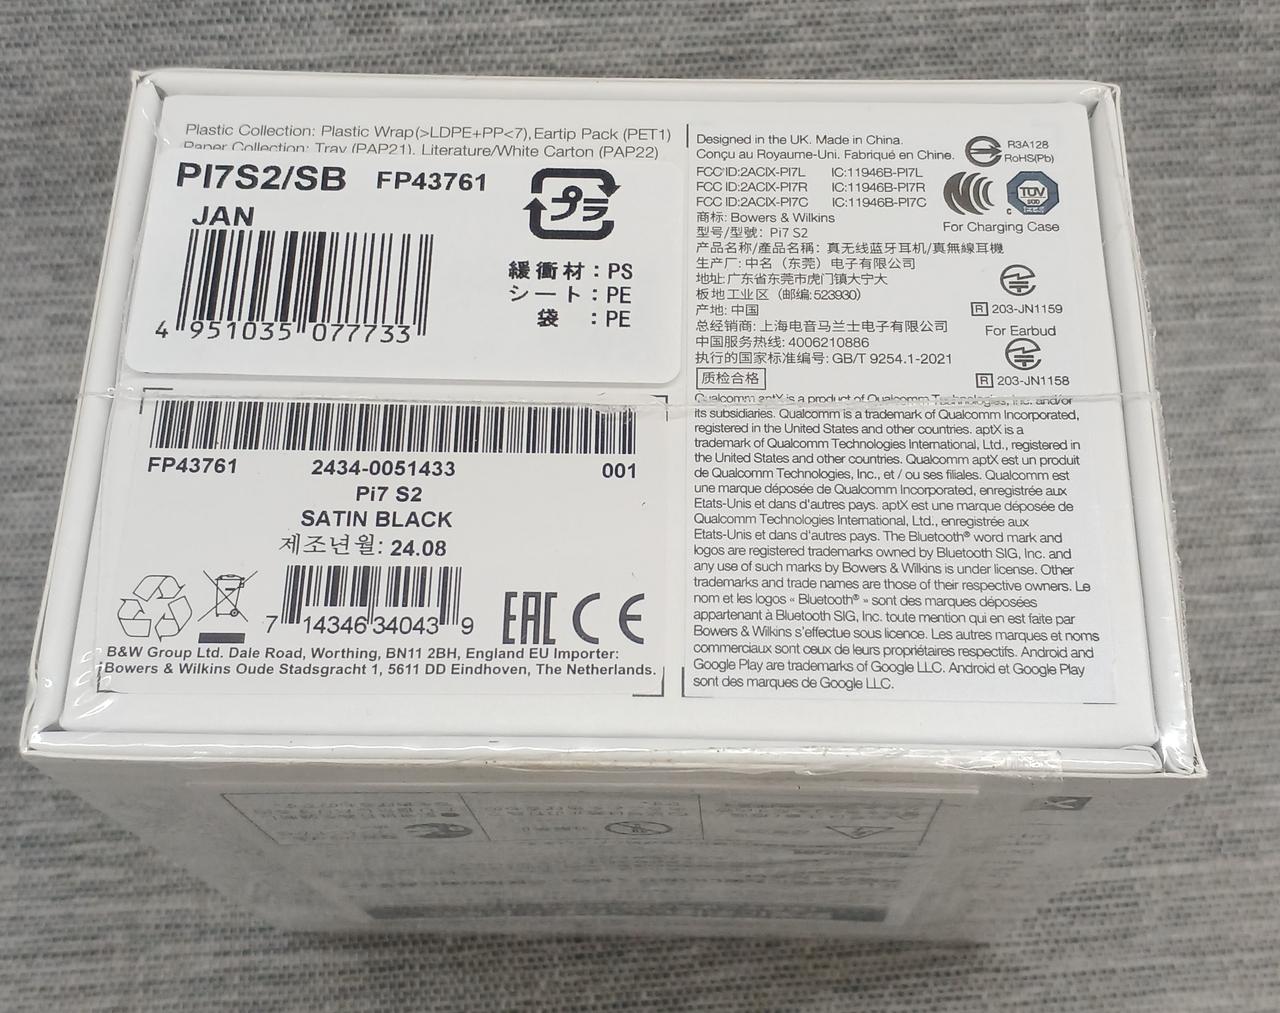 Plastic Collection: Plastic Wrap(>LDPE+PP<7), Eartip Pack (PET1)
Paper Collection: Tray (PAP21), Literature/White Carton (PAP22)
PI7S2/SB FP43761
JAN
4 951035 077733
プラ
緩衝材：PS
シート：PE
袋 ：PE
FP43761 2434-0051433 001
Pi7 S2
SATIN BLACK
제조년월: 24.08
7 14346 34043 9
EAC CE
B&W Group Ltd. Dale Road, Worthing, BN11 2BH, England EU Importer:
Bowers & Wilkins Oude Stadsgracht 1, 5611 DD Eindhoven, The Netherlands.
Designed in the UK. Made in China.
Conçu au Royaume-Uni. Fabriqué en Chine.
FCC ID:2ACIX-PI7L IC:11946B-PI7L
FCC ID:2ACIX-PI7R IC:11946B-PI7R
FCC ID:2ACIX-PI7C IC:11946B-PI7C
商标: Bowers & Wilkins
型号/型號: Pi7 S2
产品名称/產品名稱: 真无线蓝牙耳机/真無線耳機
生产厂: 中名（东莞）电子有限公司
地址: 广东省东莞市虎门镇大宁大
板地工业区（邮编: 523930)
产地: 中国
总经销商: 上海电音马兰士电子有限公司
中国服务热线: 4006210886
执行的国家标准编号: GB/T 9254.1-2021
质检合格
R3A128
RoHS(Pb)
TÜV
SÜD
C
For Charging Case
R 203-JN1159
For Earbud
R 203-JN1158
Qualcomm aptX is a product of Qualcomm Technologies, Inc. and/or
its subsidiaries. Qualcomm is a trademark of Qualcomm Incorporated,
registered in the United States and other countries. aptX is a
trademark of Qualcomm Technologies International, Ltd., registered in
the United States and other countries. Qualcomm aptX est un produit
de Qualcomm Technologies, Inc., et / ou ses filiales. Qualcomm est
une marque déposée de Qualcomm Incorporated, enregistrée aux
Etats-Unis et dans d'autres pays. aptX est une marque déposée de
Qualcomm Technologies International, Ltd., enregistrée aux
Etats-Unis et dans d'autres pays. The Bluetooth® word mark and
logos are registered trademarks owned by Bluetooth SIG, Inc. and
any use of such marks by Bowers & Wilkins is under license. Other
trademarks and trade names are those of their respective owners. Le
nom et les logos « Bluetooth® » sont des marques déposées
appartenant à Bluetooth SIG, Inc. toute mention qui en est faite par
Bowers & Wilkins s'effectue sous licence. Les autres marques et noms
commerciaux sont ceux de leurs propriétaires respectifs. Android and
Google Play are trademarks of Google LLC. Android et Google Play
sont des marques de Google LLC.